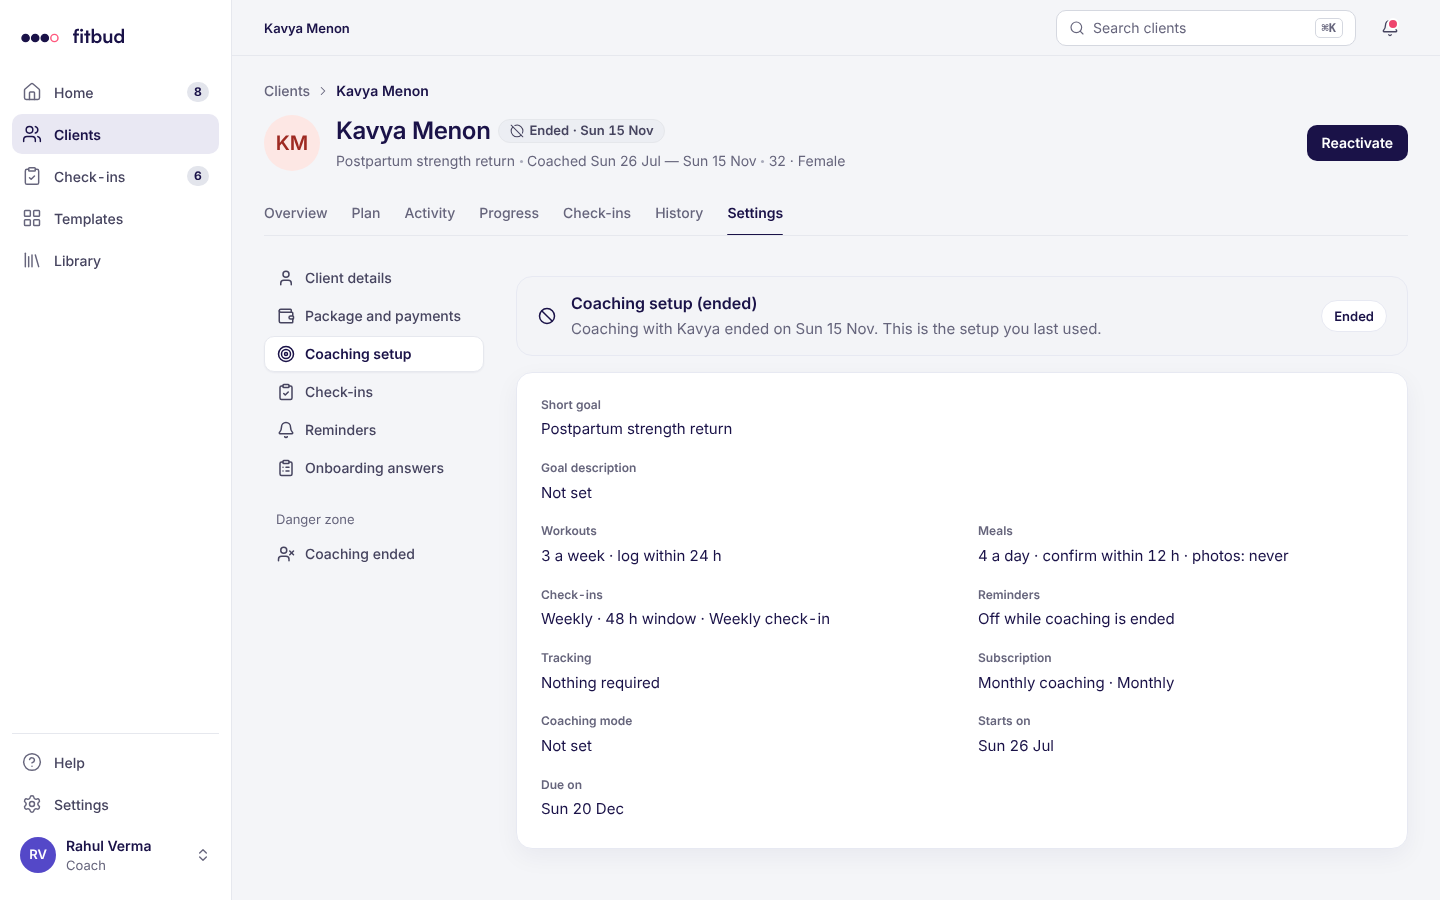 fitbud
Kavya Menon
Search clients
⌘K
Home
8
Clients
Check-ins
6
Templates
Library
Clients
Kavya Menon
KM
Kavya Menon
Ended · Sun 15 Nov
Postpartum strength return · Coached Sun 26 Jul — Sun 15 Nov · 32 · Female
Reactivate
Overview
Plan
Activity
Progress
Check-ins
History
Settings
Client details
Package and payments
Coaching setup
Check-ins
Reminders
Onboarding answers
Danger zone
Coaching ended
Coaching setup (ended)
Coaching with Kavya ended on Sun 15 Nov. This is the setup you last used.
Ended
Short goal
Postpartum strength return
Goal description
Not set
Workouts
3 a week · log within 24 h
Meals
4 a day · confirm within 12 h · photos: never
Check-ins
Weekly · 48 h window · Weekly check-in
Reminders
Off while coaching is ended
Tracking
Nothing required
Subscription
Monthly coaching · Monthly
Coaching mode
Not set
Starts on
Sun 26 Jul
Due on
Sun 20 Dec
Help
Settings
RV
Rahul Verma
Coach